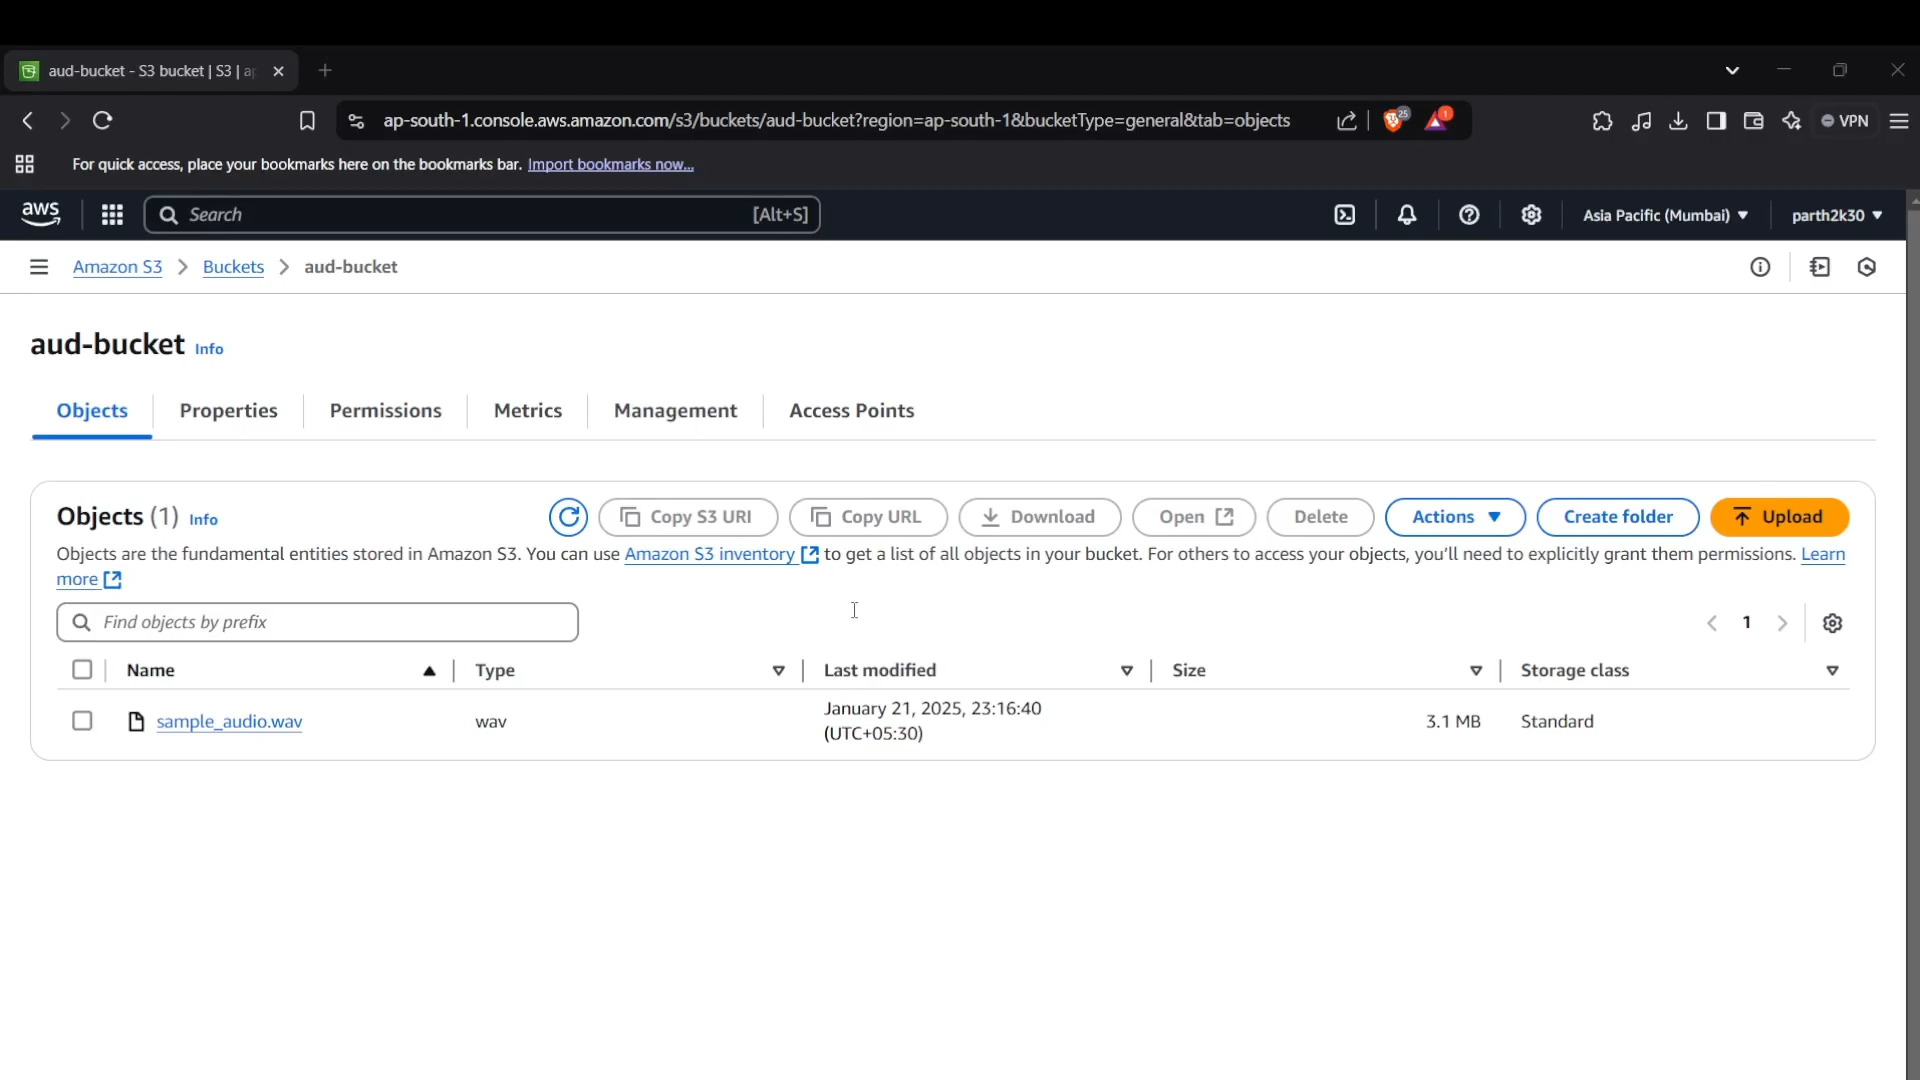 aud-bucket - S3 bucket | S3 | a
ap-south-1.console.aws.amazon.com/s3/buckets/aud-bucket?region=ap-south-1&bucketType=general&tab=objects
25
1
VPN
For quick access, place your bookmarks here on the bookmarks bar. Import bookmarks now...
aws
Search
[Alt+S]
Asia Pacific (Mumbai)
parth2k30
Amazon S3
Buckets
aud-bucket
aud-bucket Info
Objects
Properties
Permissions
Metrics
Management
Access Points
Objects (1) Info
Copy S3 URI
Copy URL
Download
Open
Delete
Actions
Create folder
Upload
Objects are the fundamental entities stored in Amazon S3. You can use Amazon S3 inventory to get a list of all objects in your bucket. For others to access your objects, you'll need to explicitly grant them permissions. Learn
more
Find objects by prefix
1
Name
Type
Last modified
Size
Storage class
sample_audio.wav
wav
January 21, 2025, 23:16:40
(UTC+05:30)
3.1 MB
Standard